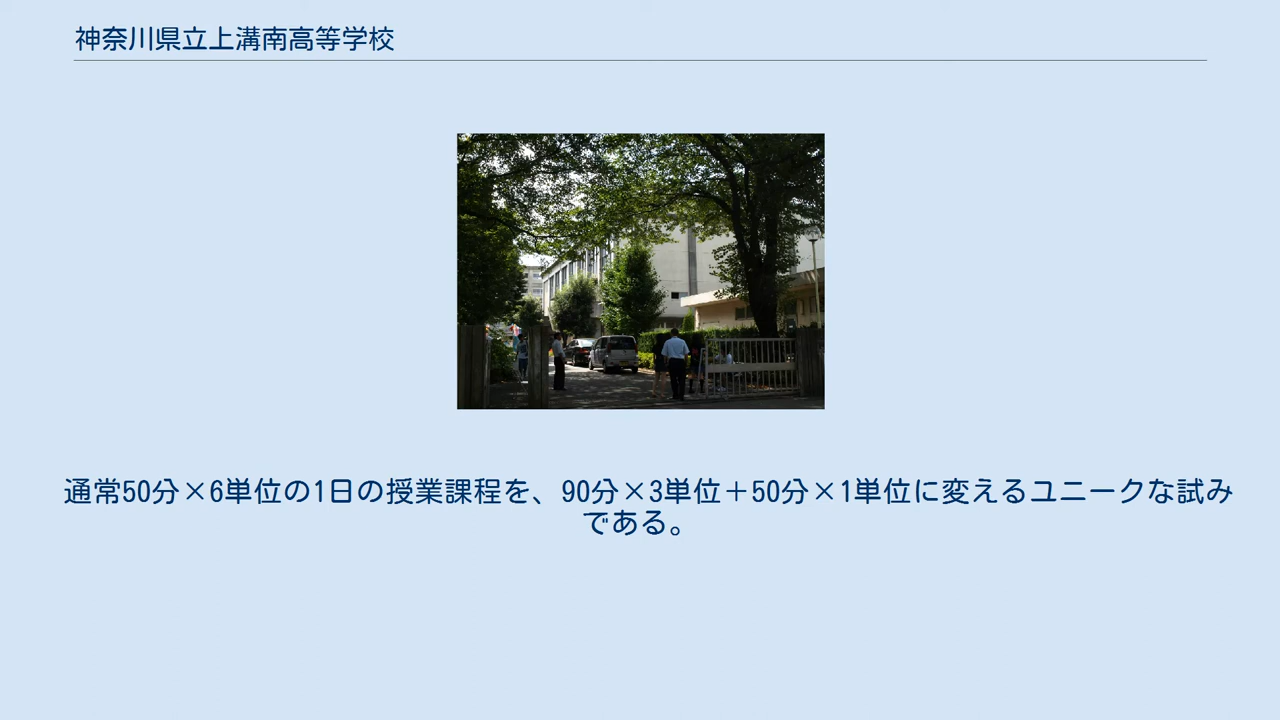 神奈川県立上溝南高等学校
通常50分×6単位の1日の授業課程を、90分×3単位＋50分×1単位に変えるユニークな試み
である。